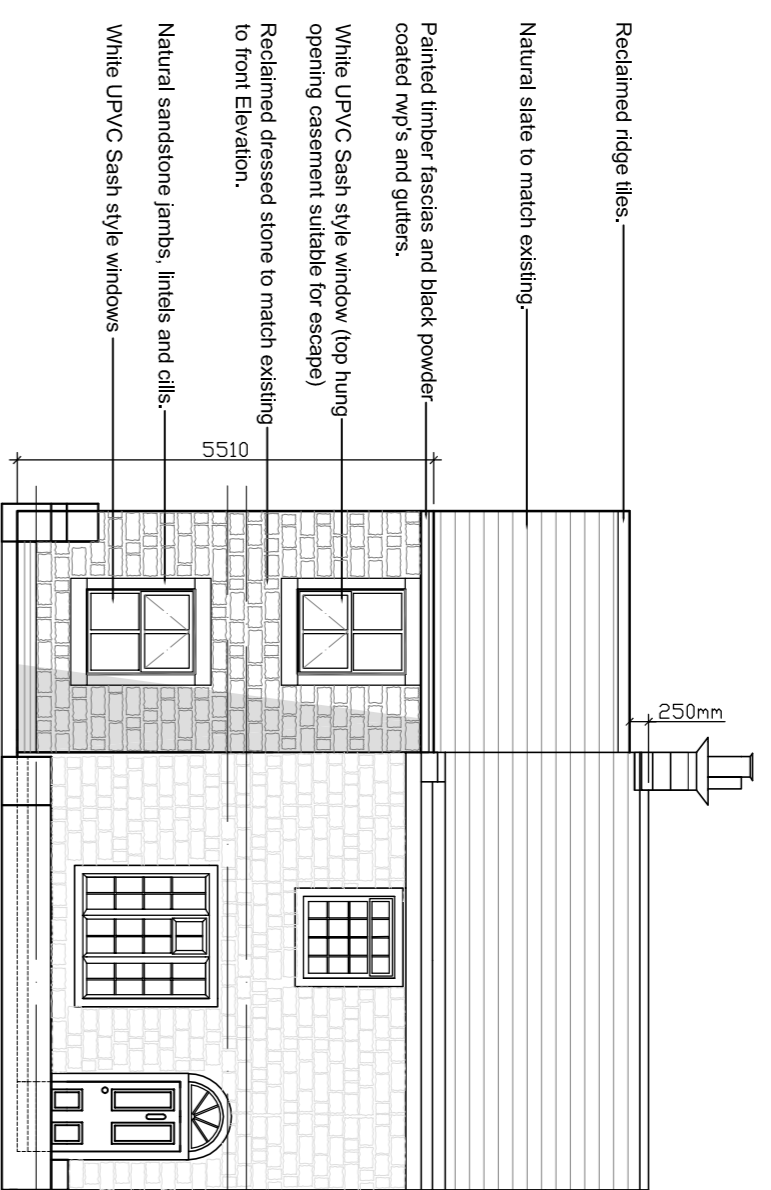 Reclaimed ridge tiles.
Natural slate to match existing.
Painted timber fascias and black powder
coated rwp's and gutters.
White UPVC Sash style window (top hung
opening casement suitable for escape)
Reclaimed dressed stone to match existing
to front Elevation.
Natural sandstone jambs, lintels and cills.
White UPVC Sash style windows
5510
250mm